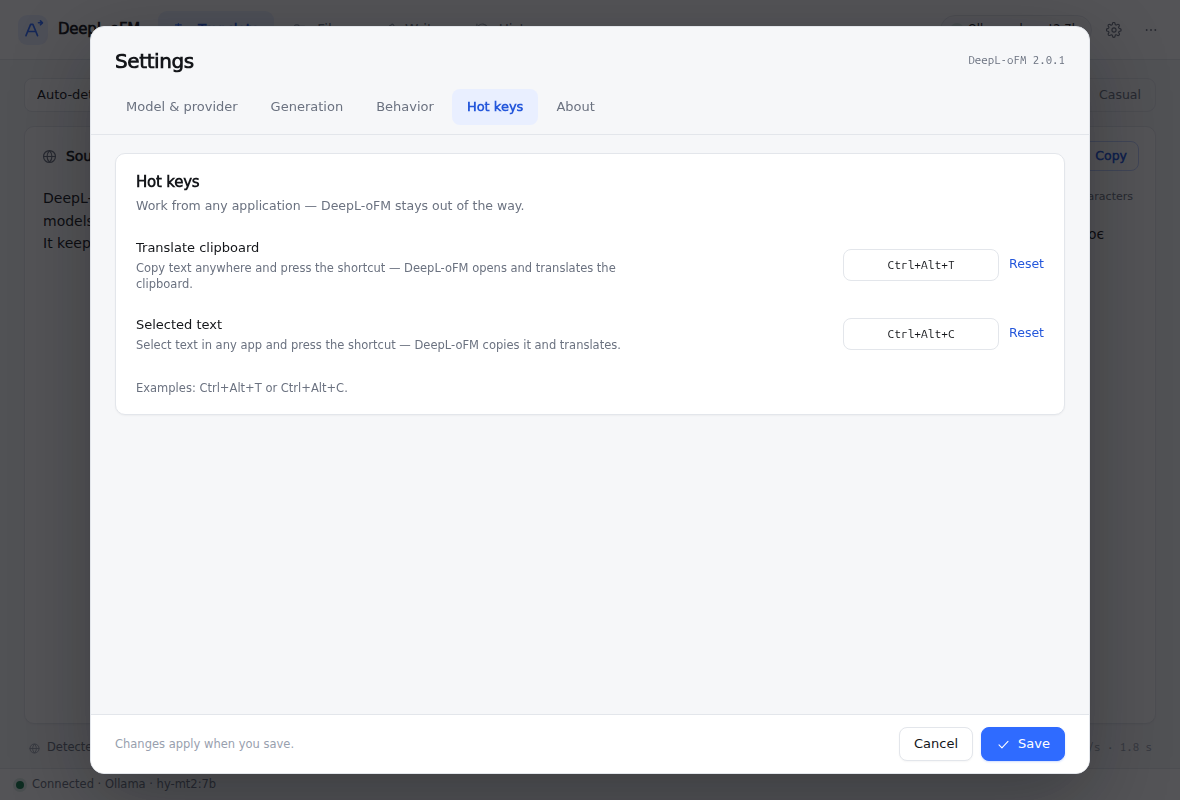 Settings
DeepL-oFM 2.0.1
Model & provider
Generation
Behavior
Hot keys
About
Hot keys
Work from any application — DeepL-oFM stays out of the way.
Translate clipboard
Copy text anywhere and press the shortcut — DeepL-oFM opens and translates the
clipboard.
Ctrl+Alt+T
Reset
Selected text
Select text in any app and press the shortcut — DeepL-oFM copies it and translates.
Ctrl+Alt+C
Reset
Examples: Ctrl+Alt+T or Ctrl+Alt+C.
Changes apply when you save.
Cancel
Save
Casual
Copy
DeepL-
models
It keep
Connected · Ollama · hy-mt2:7b